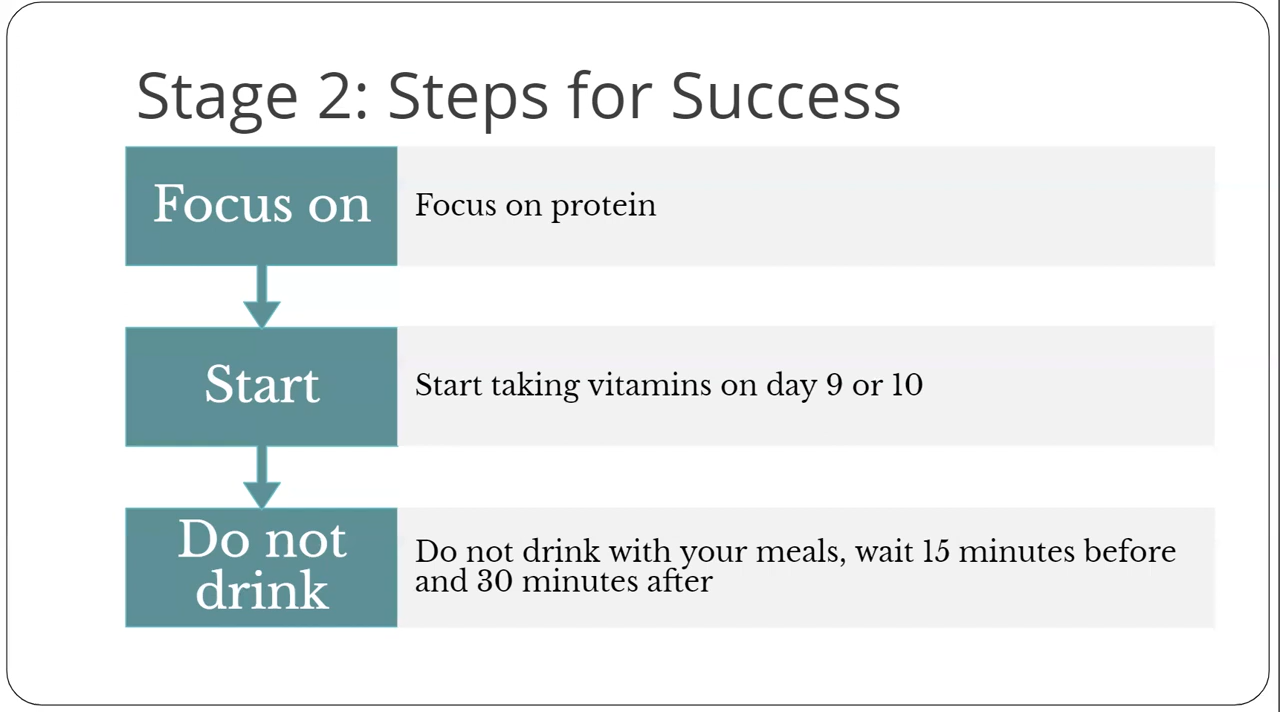 Stage 2: Steps for Success
Focus on
Focus on protein
Start
Start taking vitamins on day 9 or 10
Do not
drink
Do not drink with your meals, wait 15 minutes before
and 30 minutes after